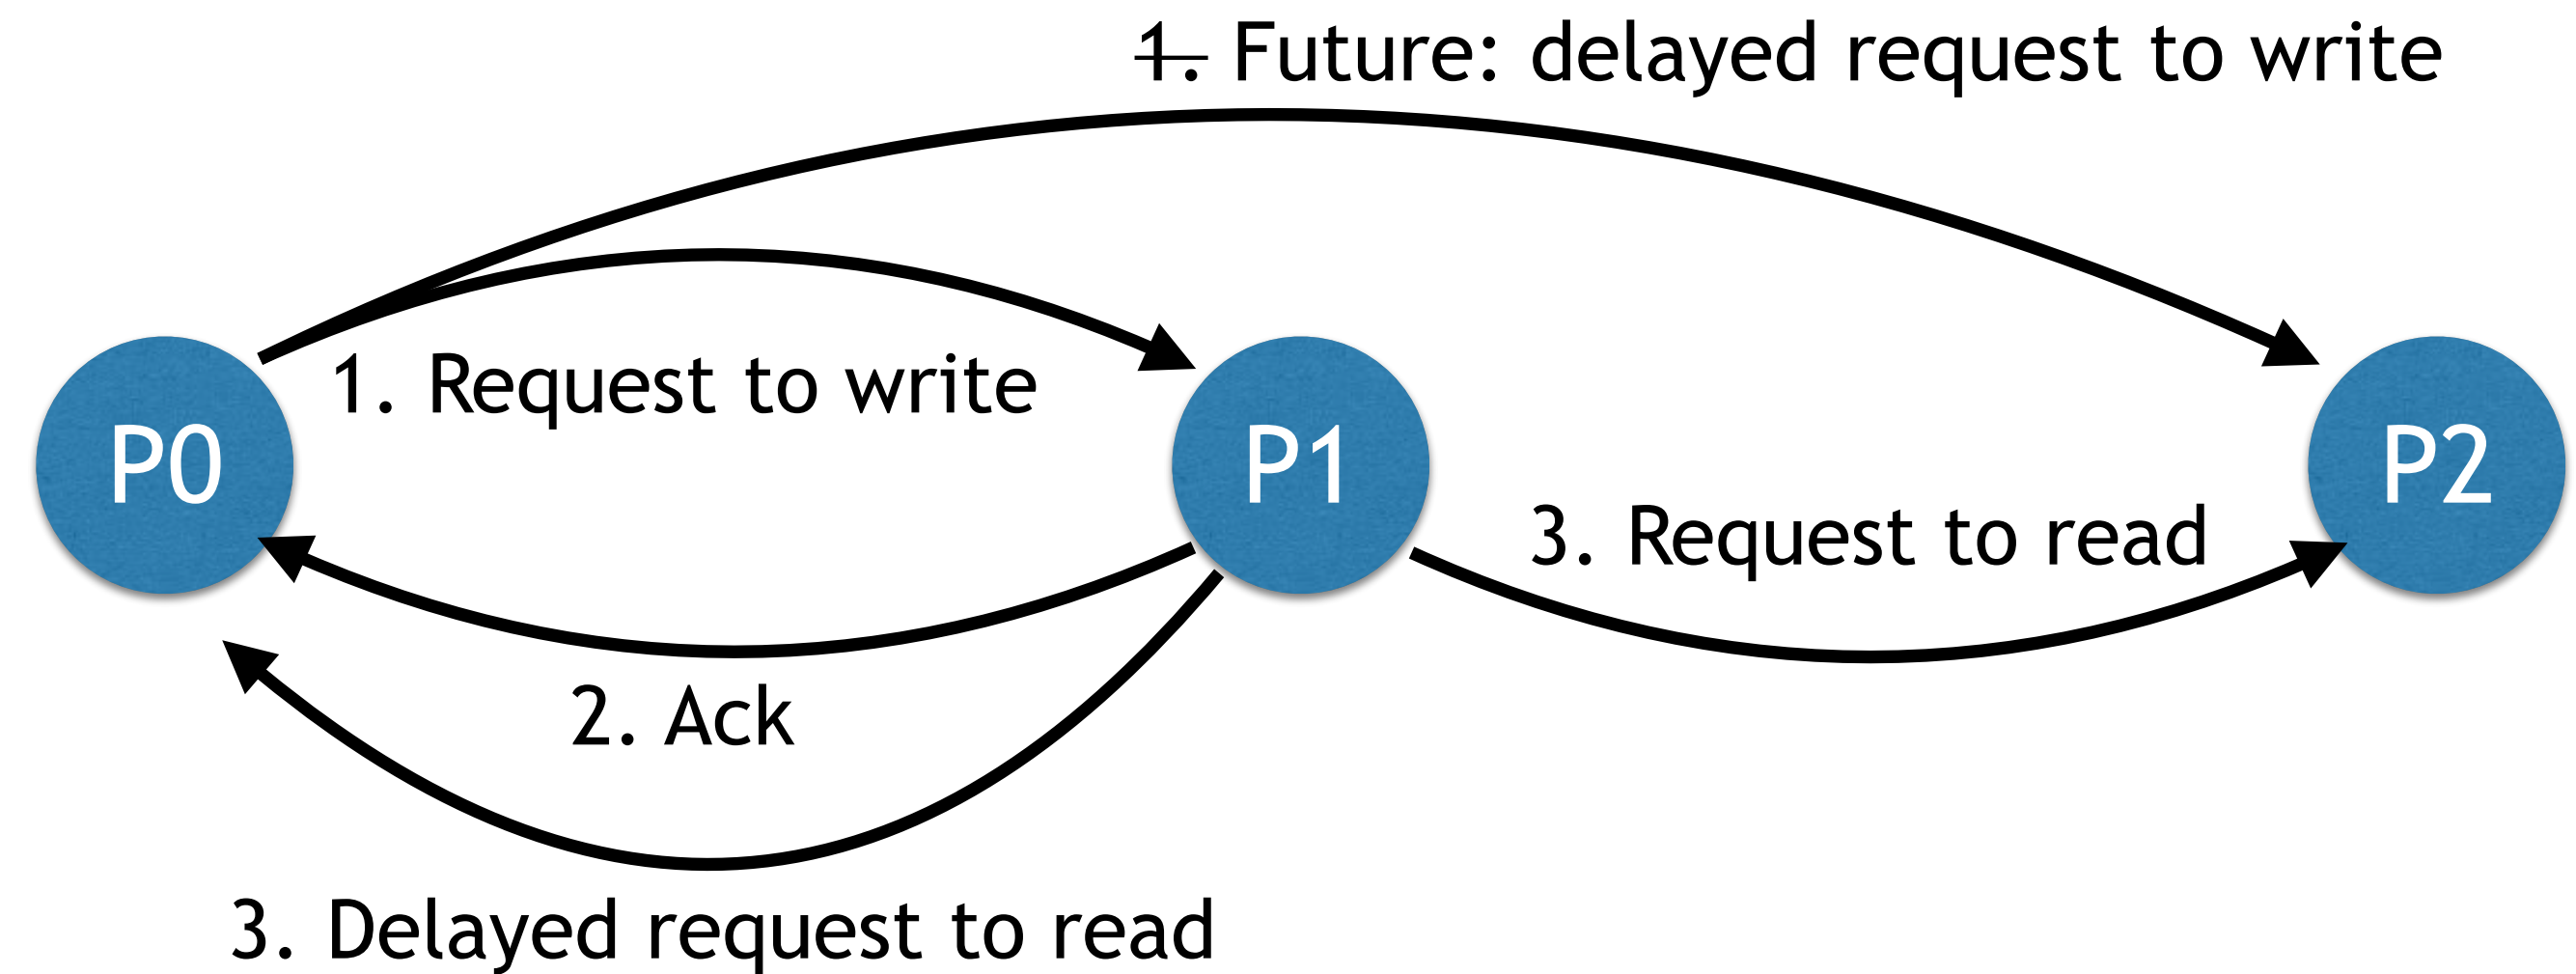 1. Future: delayed request to write
1. Request to write
P0
P1
P2
3. Request to read
2. Ack
3. Delayed request to read